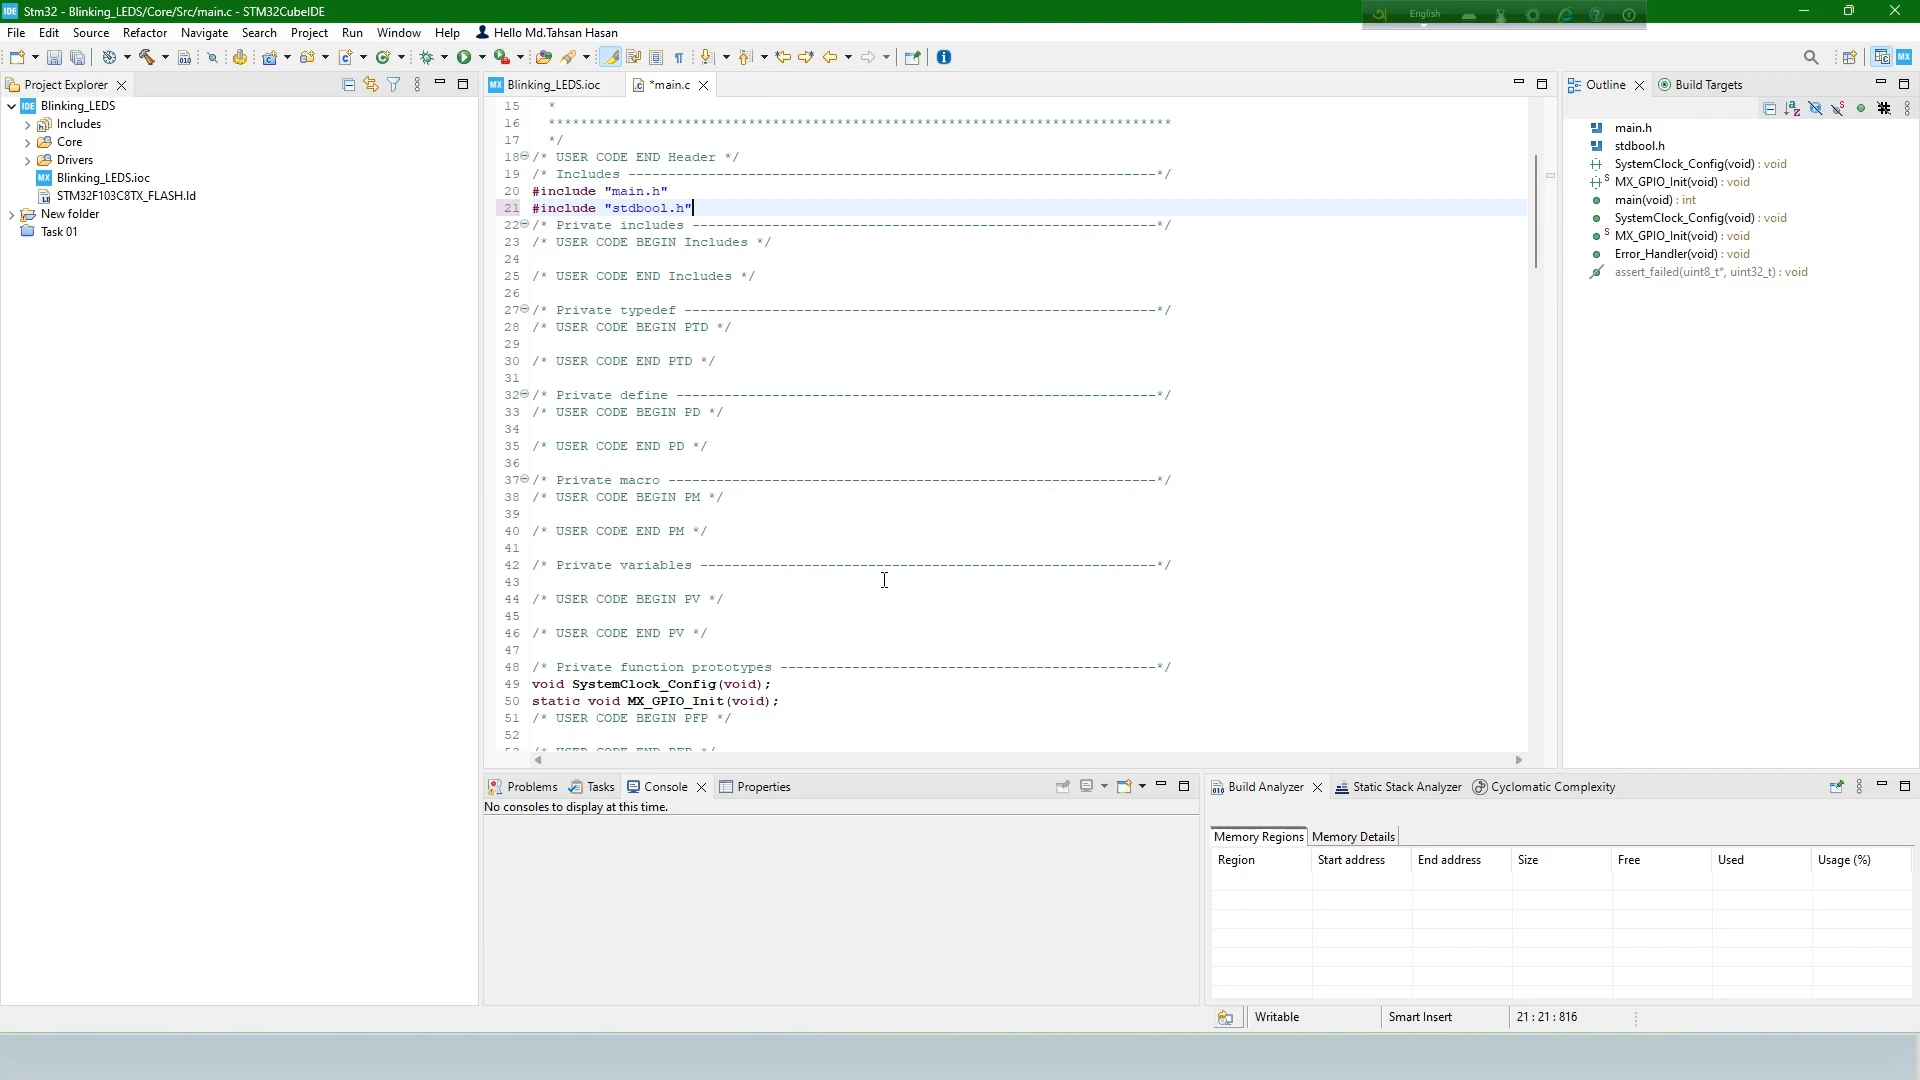 Stm32 - Blinking_LEDS/Core/Src/main.c - STM32CubeIDE
English
File Edit Source Refactor Navigate Search Project Run Window Help Hello Md.Tahsan Hasan
Project Explorer
Blinking_LEDS
Includes
Core
Drivers
Blinking_LEDS.ioc
STM32F103C8TX_FLASH.ld
New folder
Task 01
Blinking_LEDS.ioc *main.c
15 *
16 ******************************************************************************
17 */
18 /* USER CODE END Header */
19 /* Includes ------------------------------------------------------------------*/
20 #include "main.h"
21 #include "stdbool.h"
22 /* Private includes ----------------------------------------------------------*/
23 /* USER CODE BEGIN Includes */
24
25 /* USER CODE END Includes */
26
27 /* Private typedef -----------------------------------------------------------*/
28 /* USER CODE BEGIN PTD */
29
30 /* USER CODE END PTD */
31
32 /* Private define ------------------------------------------------------------*/
33 /* USER CODE BEGIN PD */
34
35 /* USER CODE END PD */
36
37 /* Private macro -------------------------------------------------------------*/
38 /* USER CODE BEGIN PM */
39
40 /* USER CODE END PM */
41
42 /* Private variables ---------------------------------------------------------*/
43
44 /* USER CODE BEGIN PV */
45
46 /* USER CODE END PV */
47
48 /* Private function prototypes -----------------------------------------------*/
49 void SystemClock_Config(void);
50 static void MX_GPIO_Init(void);
51 /* USER CODE BEGIN PFP */
52
53 /* USER CODE END PFP */
Outline Build Targets
main.h
stdbool.h
SystemClock_Config(void) : void
MX_GPIO_Init(void) : void
main(void) : int
SystemClock_Config(void) : void
MX_GPIO_Init(void) : void
Error_Handler(void) : void
assert_failed(uint8_t*, uint32_t) : void
Problems Tasks Console Properties
No consoles to display at this time.
Build Analyzer Static Stack Analyzer Cyclomatic Complexity
Memory Regions Memory Details
Region Start address End address Size Free Used Usage (%)
Writable Smart Insert 21 : 21 : 816